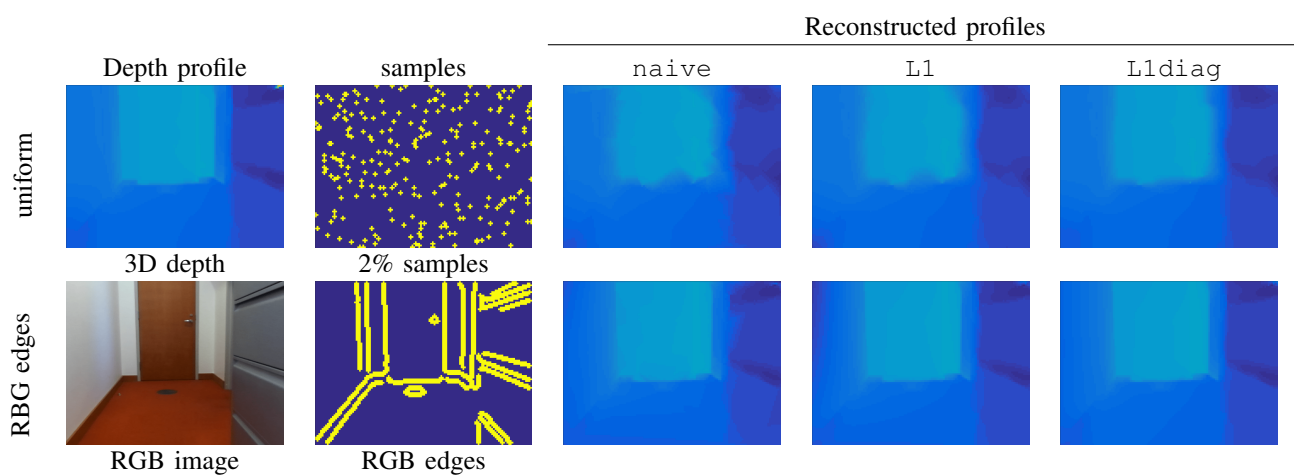 Reconstructed profiles
Depth profile samples naive L1 L1diag
uniform
3D depth 2% samples
RBG edges
RGB image RGB edges